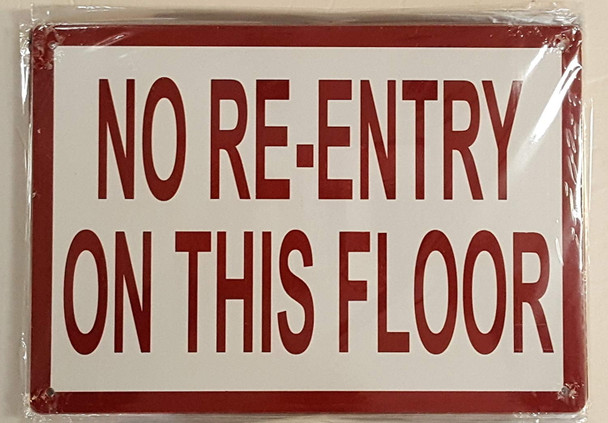 NO RE-ENTRY
ON THIS FLOOR